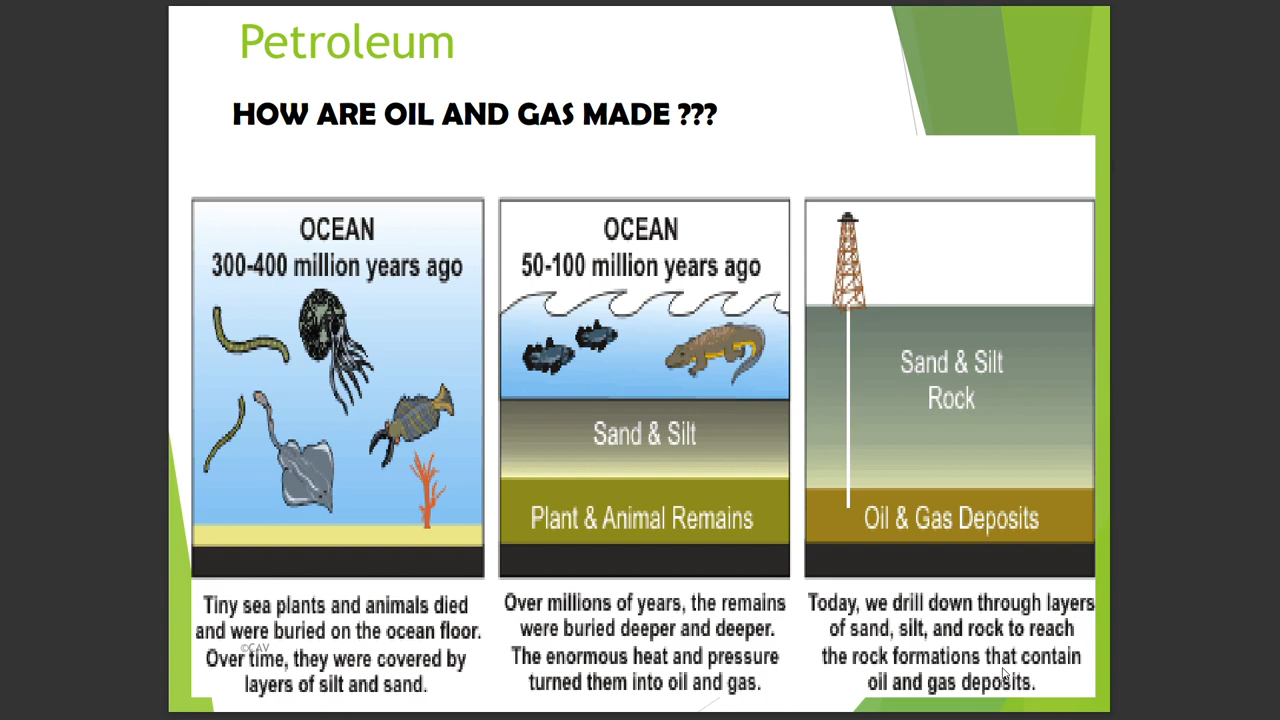 Petroleum
HOW ARE OIL AND GAS MADE ???
OCEAN
300-400 million years ago
Tiny sea plants and animals died
and were buried on the ocean floor.
©CAV
Over time, they were covered by
layers of silt and sand.
OCEAN
50-100 million years ago
Sand & Silt
Plant & Animal Remains
Over millions of years, the remains
were buried deeper and deeper.
The enormous heat and pressure
turned them into oil and gas.
Sand & Silt
Rock
Oil & Gas Deposits
Today, we drill down through layers
of sand, silt, and rock to reach
the rock formations that contain
oil and gas deposits.